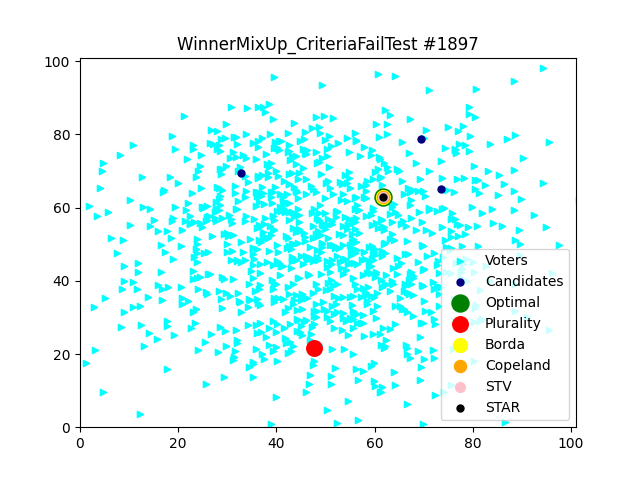 WinnerMixUp_CriteriaFailTest #1897
100
80
60
40
20
0
0 20 40 60 80 100
Voters
Candidates
Optimal
Plurality
Borda
Copeland
STV
STAR